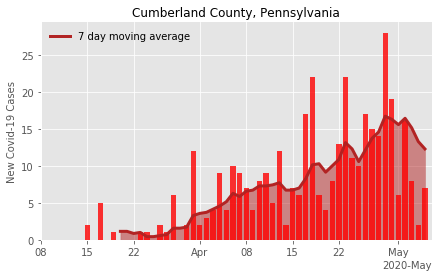 Cumberland County, Pennsylvania
7 day moving average
New Covid-19 Cases
25
20
15
10
5
0
08 15 22 Apr 08 15 22 May
2020-May